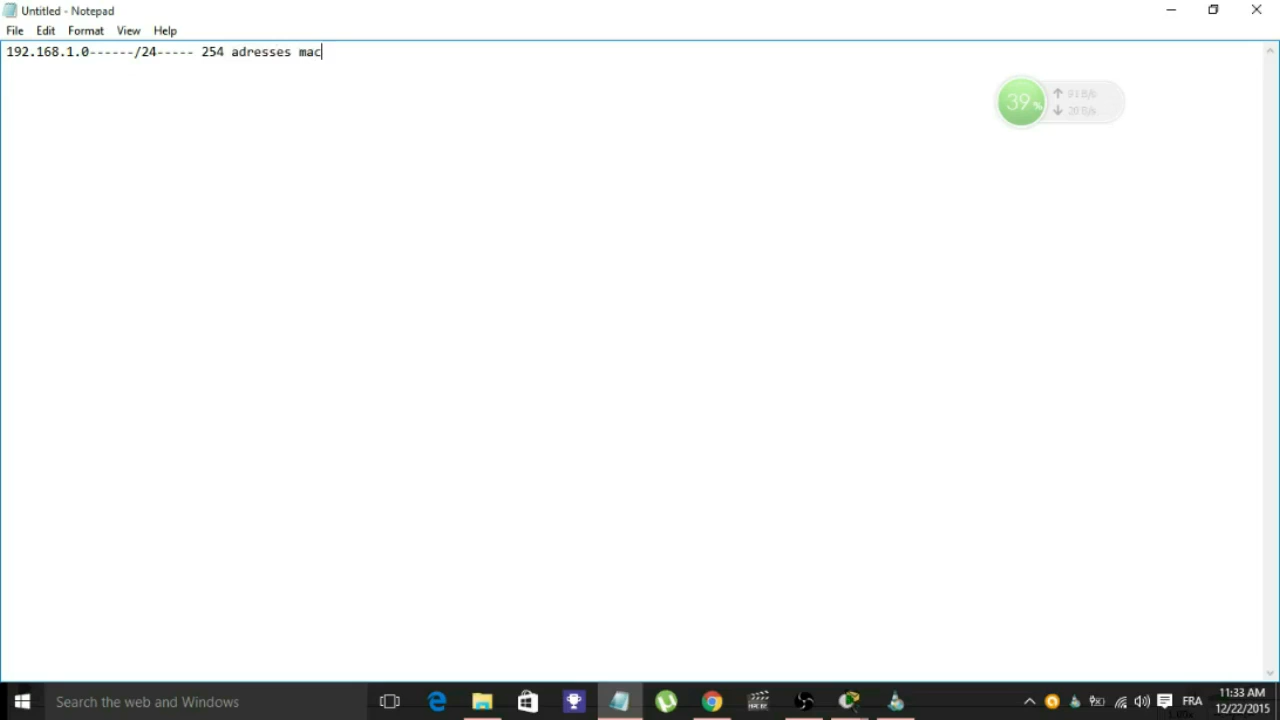 Untitled - Notepad
File Edit Format View Help
192.168.1.0------/24----- 254 adresses mac
39 %
Search the web and Windows
FRA
11:33 AM
12/22/2015